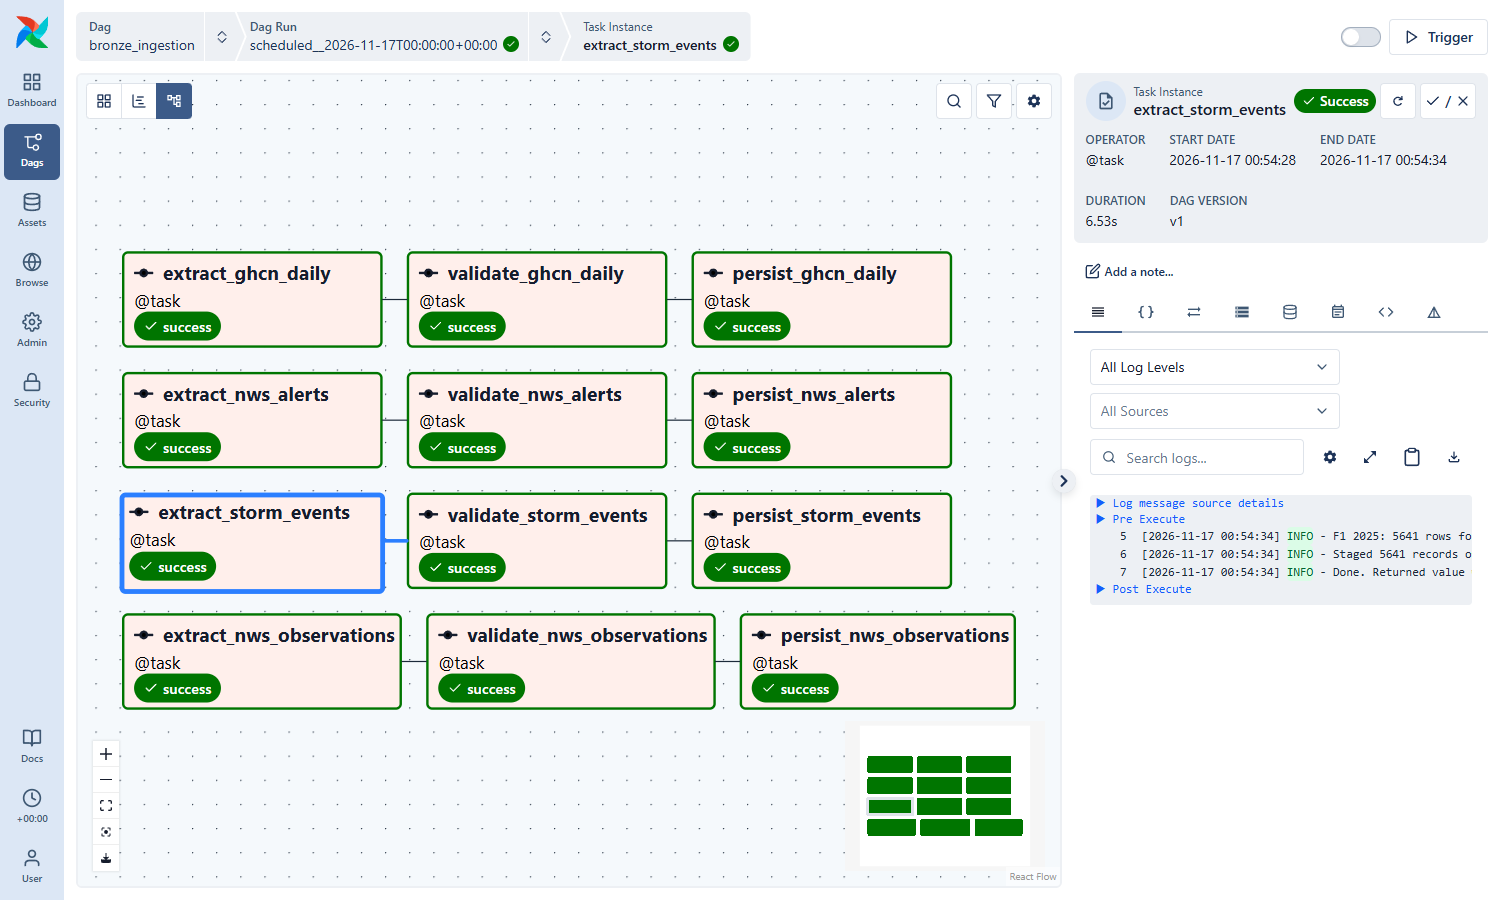 Dag
bronze_ingestion
Dag Run
scheduled__2026-11-17T00:00:00+00:00
Task Instance
extract_storm_events
Trigger
Dashboard
Dags
Assets
Browse
Admin
Security
Docs
+00:00
User
extract_ghcn_daily
@task
success
validate_ghcn_daily
@task
success
persist_ghcn_daily
@task
success
extract_nws_alerts
@task
success
validate_nws_alerts
@task
success
persist_nws_alerts
@task
success
extract_storm_events
@task
success
validate_storm_events
@task
success
persist_storm_events
@task
success
extract_nws_observations
@task
success
validate_nws_observations
@task
success
persist_nws_observations
@task
success
React Flow
Task Instance
extract_storm_events
Success
/
OPERATOR START DATE END DATE
@task 2026-11-17 00:54:28 2026-11-17 00:54:34
DURATION DAG VERSION
6.53s v1
Add a note...
All Log Levels
All Sources
Search logs...
Log message source details
Pre Execute
5 [2026-11-17 00:54:34] INFO - F1 2025: 5641 rows fo
6 [2026-11-17 00:54:34] INFO - Staged 5641 records o
7 [2026-11-17 00:54:34] INFO - Done. Returned value
Post Execute